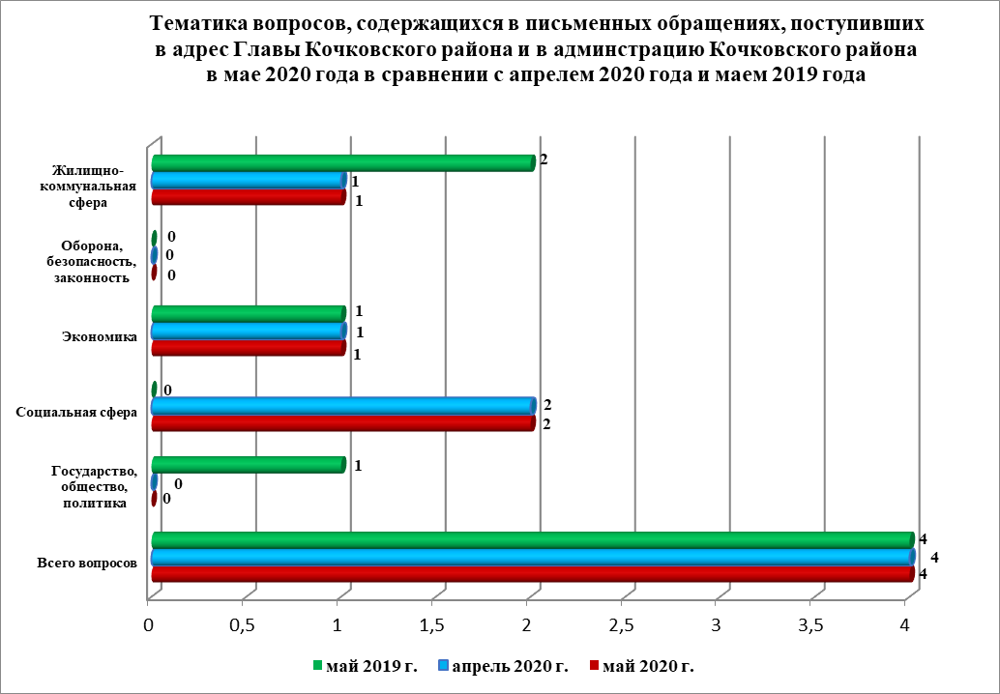 Тематика вопросов, содержащихся в письменных обращениях, поступивших
в адрес Главы Кочковского района и в админстрацию Кочковского района
в мае 2020 года в сравнении с апрелем 2020 года и маем 2019 года
Жилищно-
коммунальная
сфера
2
1
1
Оборона,
безопасность,
законность
0
0
0
Экономика
1
1
1
Социальная сфера
0
2
2
Государство,
общество,
политика
1
0
0
Всего вопросов
4
4
4
0 0,5 1 1,5 2 2,5 3 3,5 4
май 2019 г. апрель 2020 г. май 2020 г.